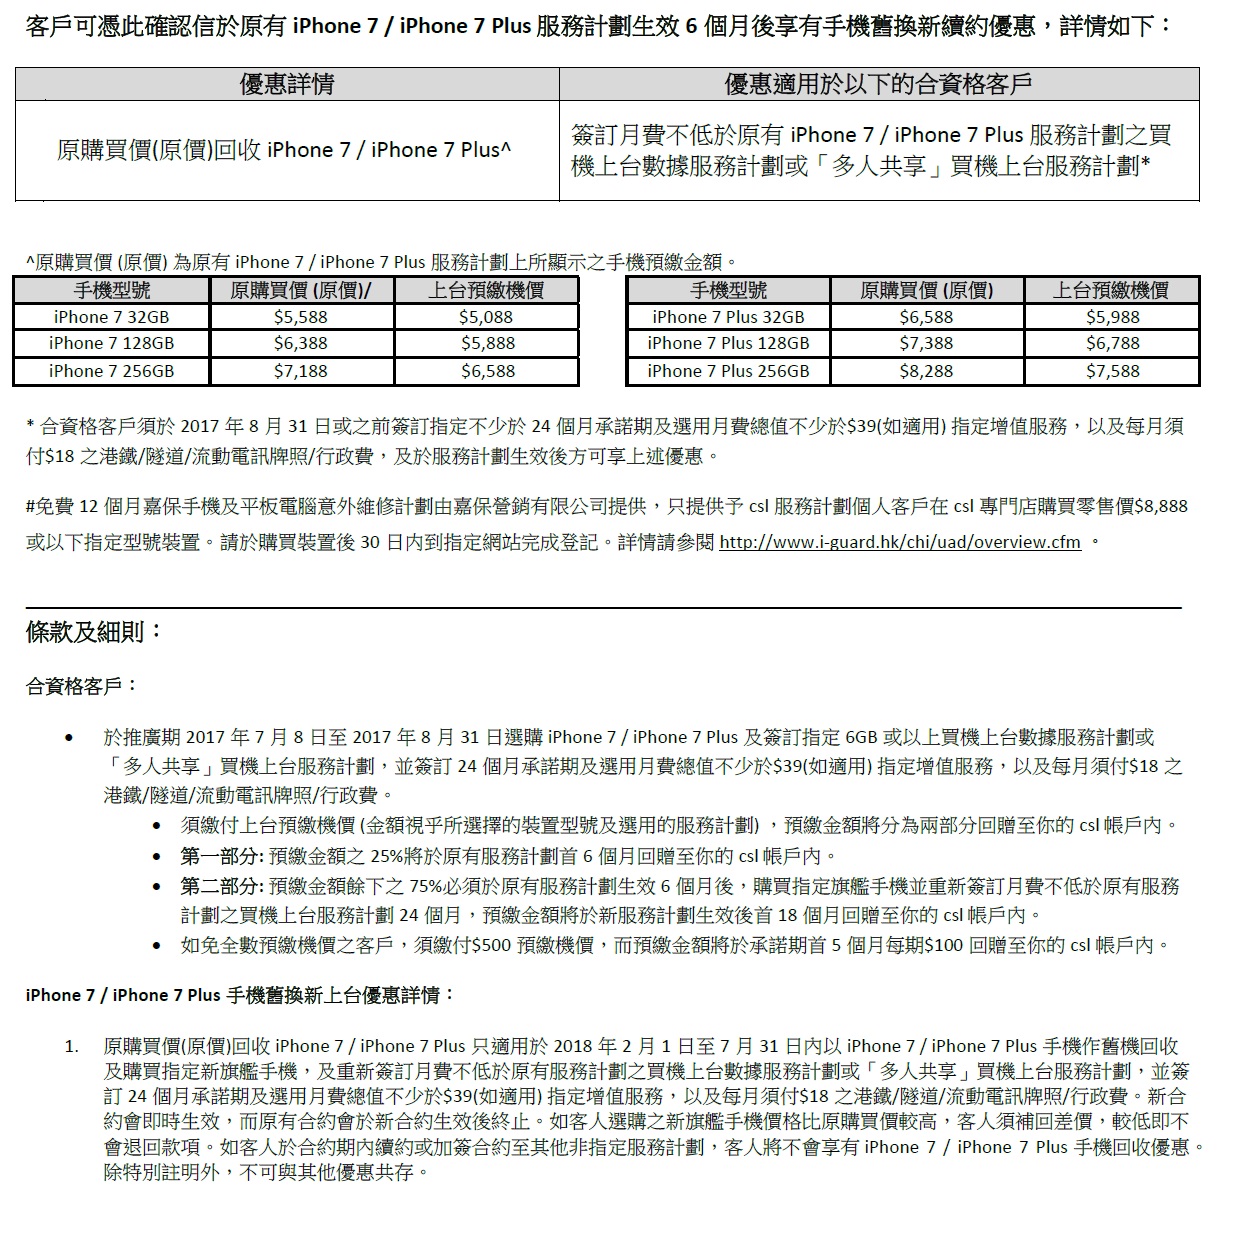 客戶可憑此確認信於原有 iPhone 7 / iPhone 7 Plus 服務計劃生效 6 個月後享有手機舊換新續約優惠，詳情如下：
優惠詳情 優惠適用於以下的合資格客戶
原購買價(原價)回收 iPhone 7 / iPhone 7 Plus^
簽訂月費不低於原有 iPhone 7 / iPhone 7 Plus 服務計劃之買
機上台數據服務計劃或「多人共享」買機上台服務計劃*
^原購買價 (原價) 為原有 iPhone 7 / iPhone 7 Plus 服務計劃上所顯示之手機預繳金額。
手機型號 原購買價 (原價)/ 上台預繳機價
iPhone 7 32GB $5,588 $5,088
iPhone 7 128GB $6,388 $5,888
iPhone 7 256GB $7,188 $6,588
手機型號 原購買價 (原價) 上台預繳機價
iPhone 7 Plus 32GB $6,588 $5,988
iPhone 7 Plus 128GB $7,388 $6,788
iPhone 7 Plus 256GB $8,288 $7,588
* 合資格客戶須於 2017 年 8 月 31 日或之前簽訂指定不少於 24 個月承諾期及選用月費總值不少於$39(如適用) 指定增值服務，以及每月須
付$18 之港鐵/隧道/流動電訊牌照/行政費，及於服務計劃生效後方可享上述優惠。
#免費 12 個月嘉保手機及平板電腦意外維修計劃由嘉保營銷有限公司提供，只提供予 csl 服務計劃個人客戶在 csl 專門店購買零售價$8,888
或以下指定型號裝置。請於購買裝置後 30 日内到指定網站完成登記。詳情請參閱 http://www.i-guard.hk/chi/uad/overview.cfm 。
條款及細則：
合資格客戶：
• 於推廣期 2017 年 7 月 8 日至 2017 年 8 月 31 日選購 iPhone 7 / iPhone 7 Plus 及簽訂指定 6GB 或以上買機上台數據服務計劃或
「多人共享」買機上台服務計劃，並簽訂 24 個月承諾期及選用月費總值不少於$39(如適用) 指定增值服務，以及每月須付$18 之
港鐵/隧道/流動電訊牌照/行政費。
• 須繳付上台預繳機價 (金額視乎所選擇的裝置型號及選用的服務計劃) ，預繳金額將分為兩部分回贈至你的 csl 帳戶內。
• 第一部分: 預繳金額之 25%將於原有服務計劃首 6 個月回贈至你的 csl 帳戶內。
• 第二部分: 預繳金額餘下之 75%必須於原有服務計劃生效 6 個月後，購買指定旗艦手機並重新簽訂月費不低於原有服務
計劃之買機上台服務計劃 24 個月，預繳金額將於新服務計劃生效後首 18 個月回贈至你的 csl 帳戶內。
• 如免全數預繳機價之客戶，須繳付$500 預繳機價，而預繳金額將於承諾期首 5 個月每期$100 回贈至你的 csl 帳戶內。
iPhone 7 / iPhone 7 Plus 手機舊換新上台優惠詳情：
1. 原購買價(原價)回收 iPhone 7 / iPhone 7 Plus 只適用於 2018 年 2 月 1 日至 7 月 31 日內以 iPhone 7 / iPhone 7 Plus 手機作舊機回收
及購買指定新旗艦手機，及重新簽訂月費不低於原有服務計劃之買機上台數據服務計劃或「多人共享」買機上台服務計劃，並簽
訂 24 個月承諾期及選用月費總值不少於$39(如適用) 指定增值服務，以及每月須付$18 之港鐵/隧道/流動電訊牌照/行政費。新合
約會即時生效，而原有合約會於新合約生效後終止。如客人選購之新旗艦手機價格比原購買價較高，客人須補回差價，較低即不
會退回款項。如客人於合約期內續約或加簽合約至其他非指定服務計劃，客人將不會享有 iPhone 7 / iPhone 7 Plus 手機回收優惠。
除特別註明外，不可與其他優惠共存。